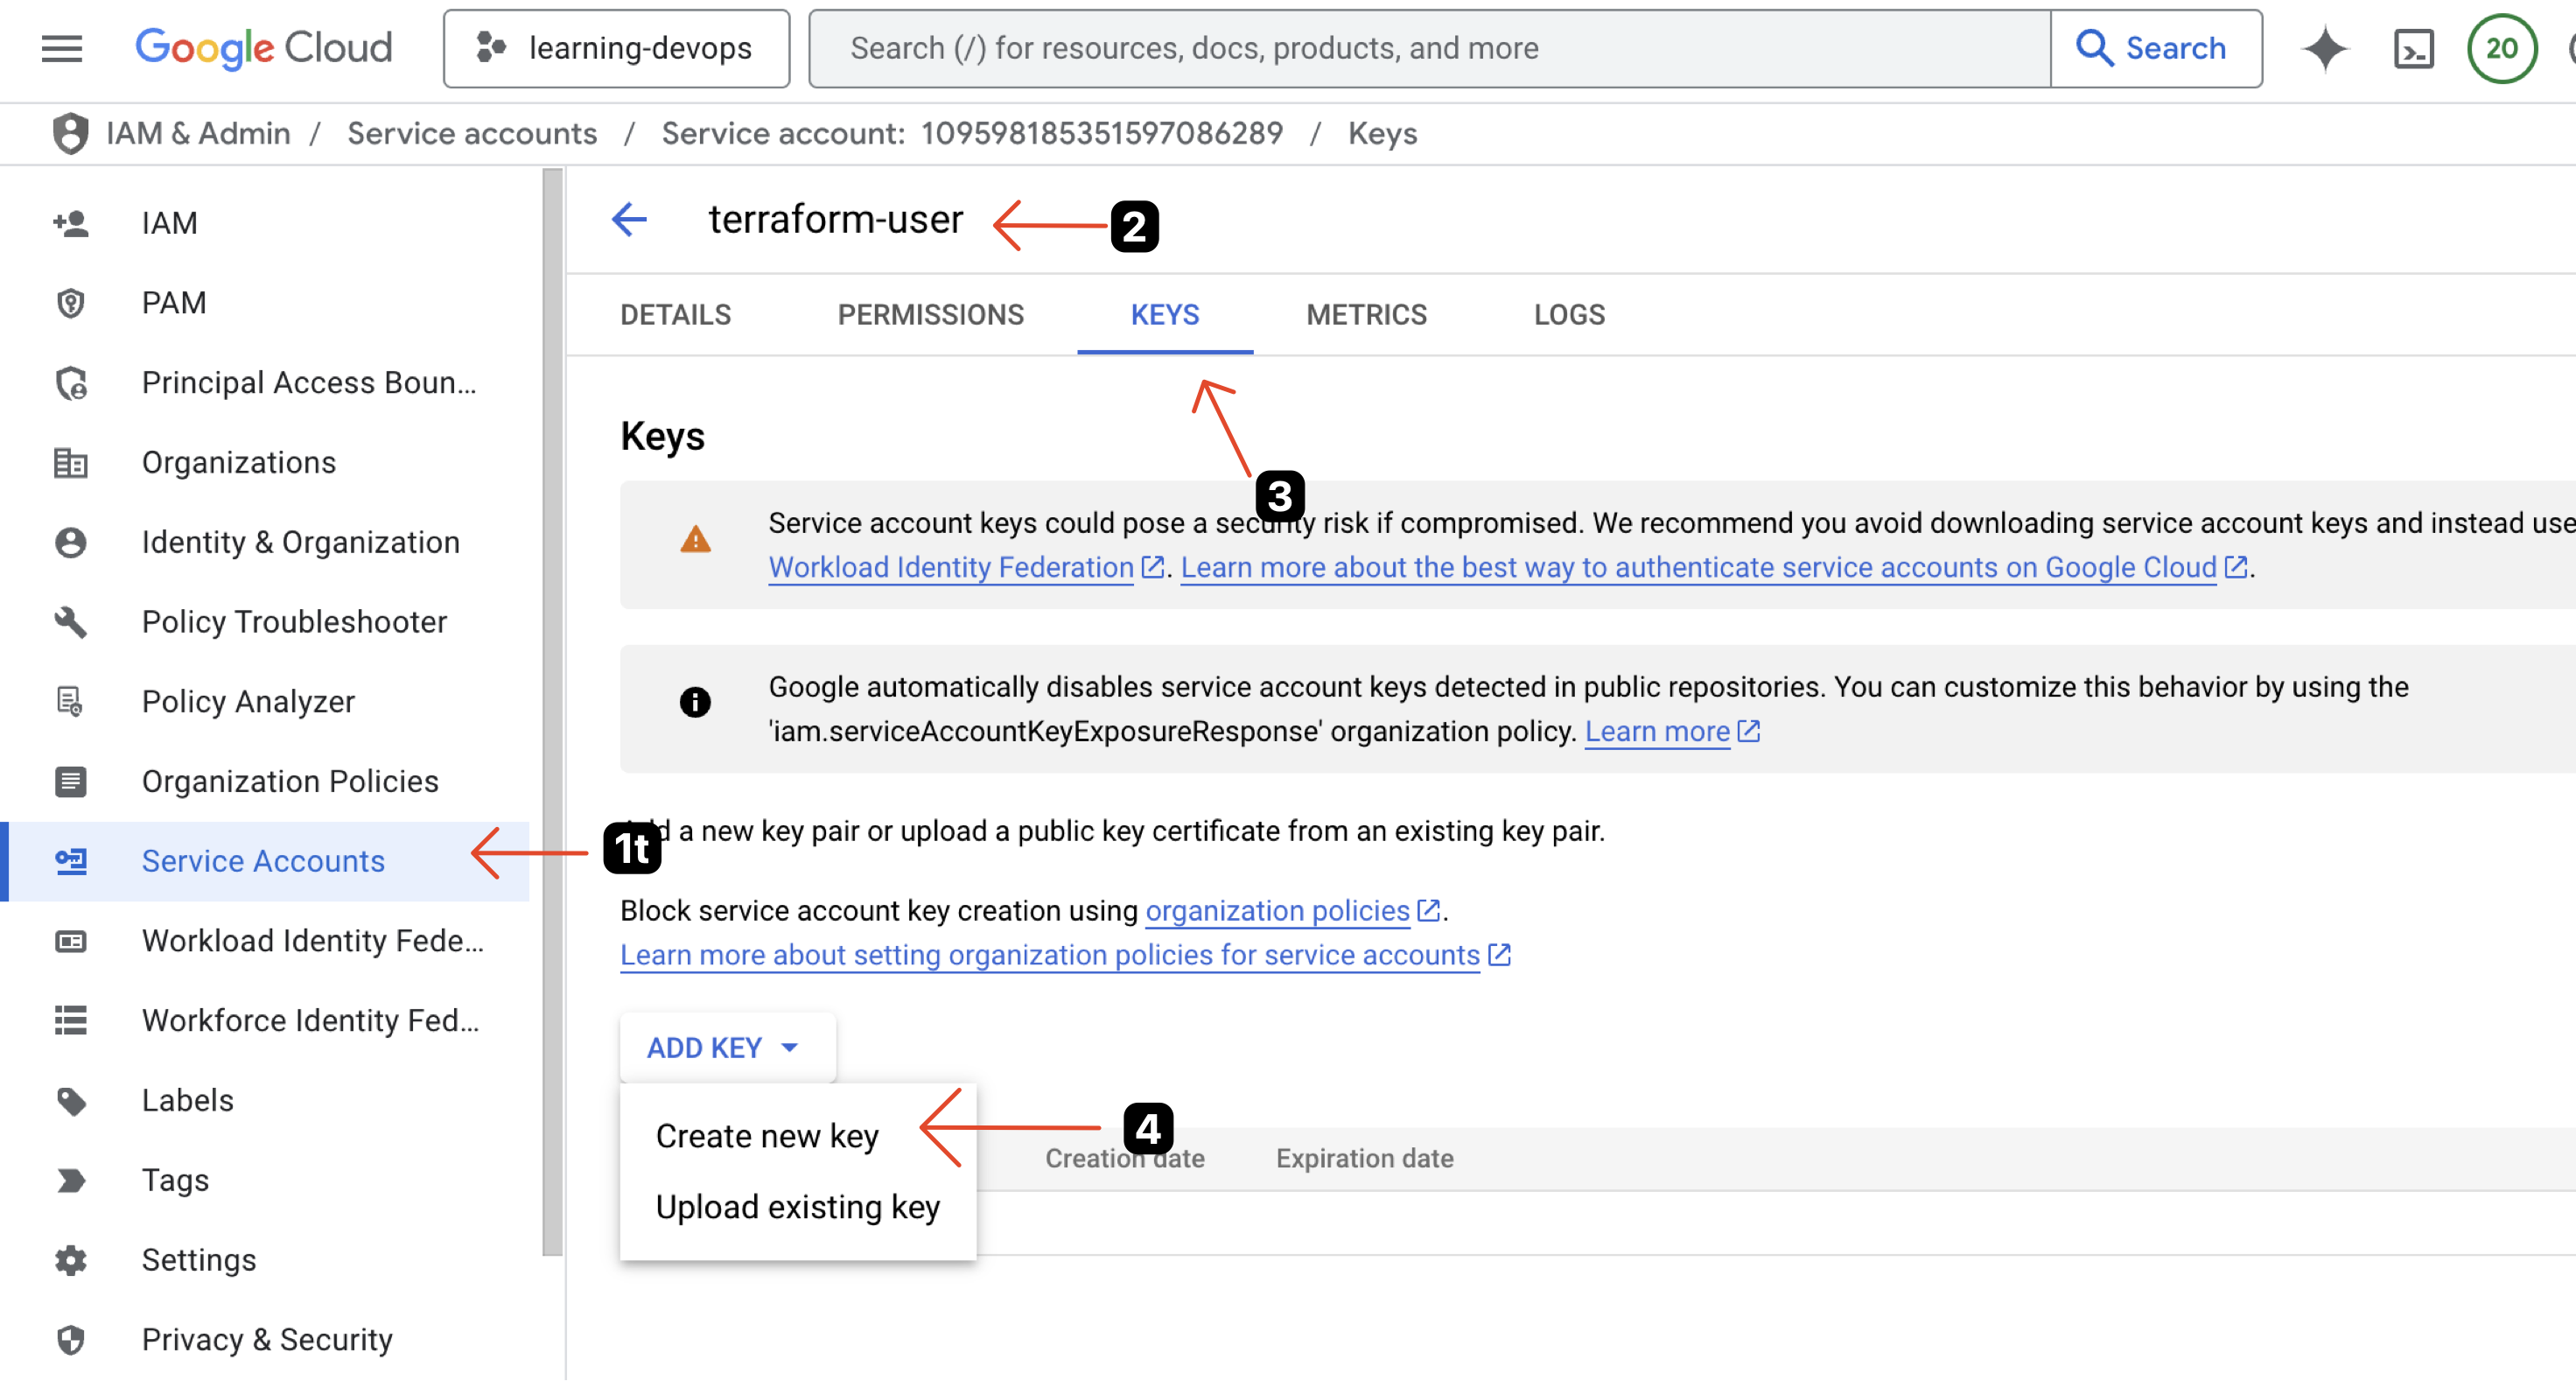 Google Cloud
learning-devops
Search (/) for resources, docs, products, and more
Search
20
IAM & Admin / Service accounts / Service account: 109598185351597086289 / Keys
IAM
PAM
Principal Access Boun...
Organizations
Identity & Organization
Policy Troubleshooter
Policy Analyzer
Organization Policies
Service Accounts
Workload Identity Fede...
Workforce Identity Fed...
Labels
Tags
Settings
Privacy & Security
terraform-user
2
DETAILS PERMISSIONS KEYS METRICS LOGS
3
Keys
Service account keys could pose a security risk if compromised. We recommend you avoid downloading service account keys and instead use
Workload Identity Federation. Learn more about the best way to authenticate service accounts on Google Cloud.
Google automatically disables service account keys detected in public repositories. You can customize this behavior by using the
'iam.serviceAccountKeyExposureResponse' organization policy. Learn more
1t
a new key pair or upload a public key certificate from an existing key pair.
Block service account key creation using organization policies.
Learn more about setting organization policies for service accounts
ADD KEY
Create new key
4
Upload existing key
Creation date Expiration date